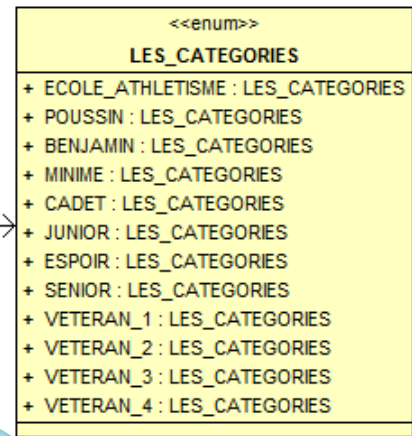 <<enum>>
LES_CATEGORIES
+ ECOLE_ATHLETISME : LES_CATEGORIES
+ POUSSIN : LES_CATEGORIES
+ BENJAMIN : LES_CATEGORIES
+ MINIME : LES_CATEGORIES
+ CADET : LES_CATEGORIES
+ JUNIOR : LES_CATEGORIES
+ ESPOIR : LES_CATEGORIES
+ SENIOR : LES_CATEGORIES
+ VETERAN_1 : LES_CATEGORIES
+ VETERAN_2 : LES_CATEGORIES
+ VETERAN_3 : LES_CATEGORIES
+ VETERAN_4 : LES_CATEGORIES